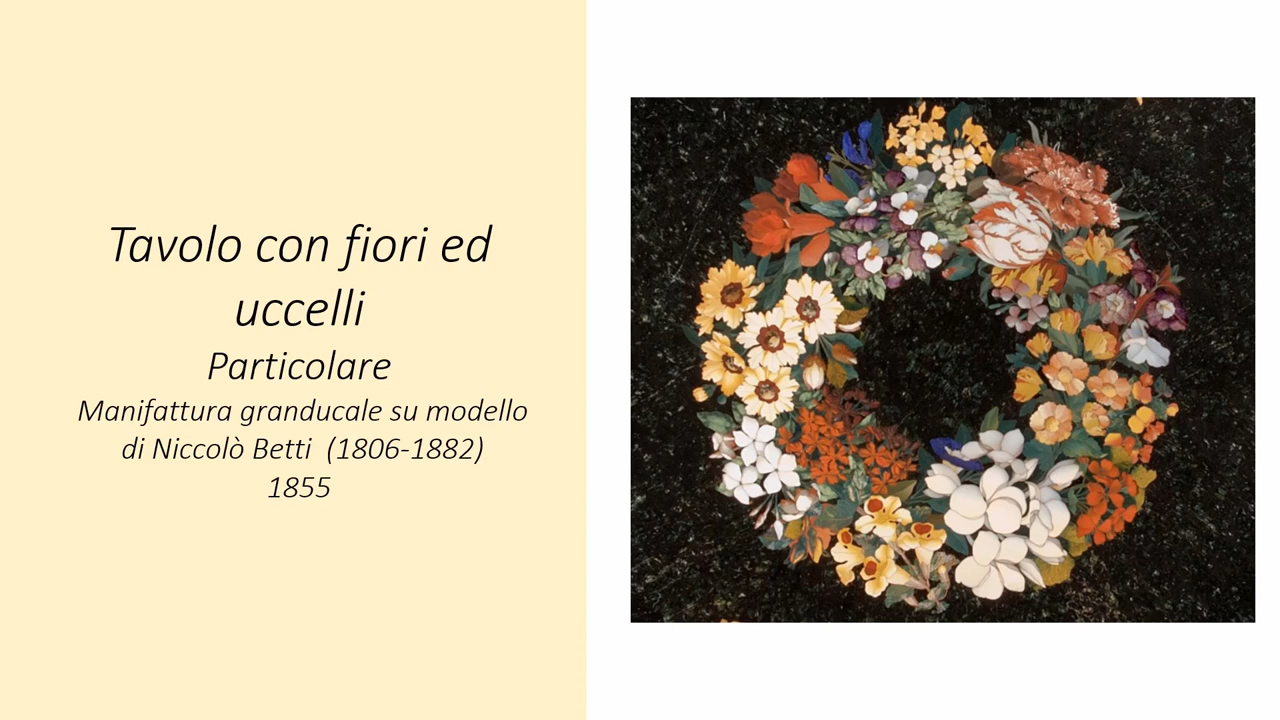 Tavolo con fiori ed
uccelli
Particolare
Manifattura granducale su modello
di Niccolò Betti  (1806-1882)
1855